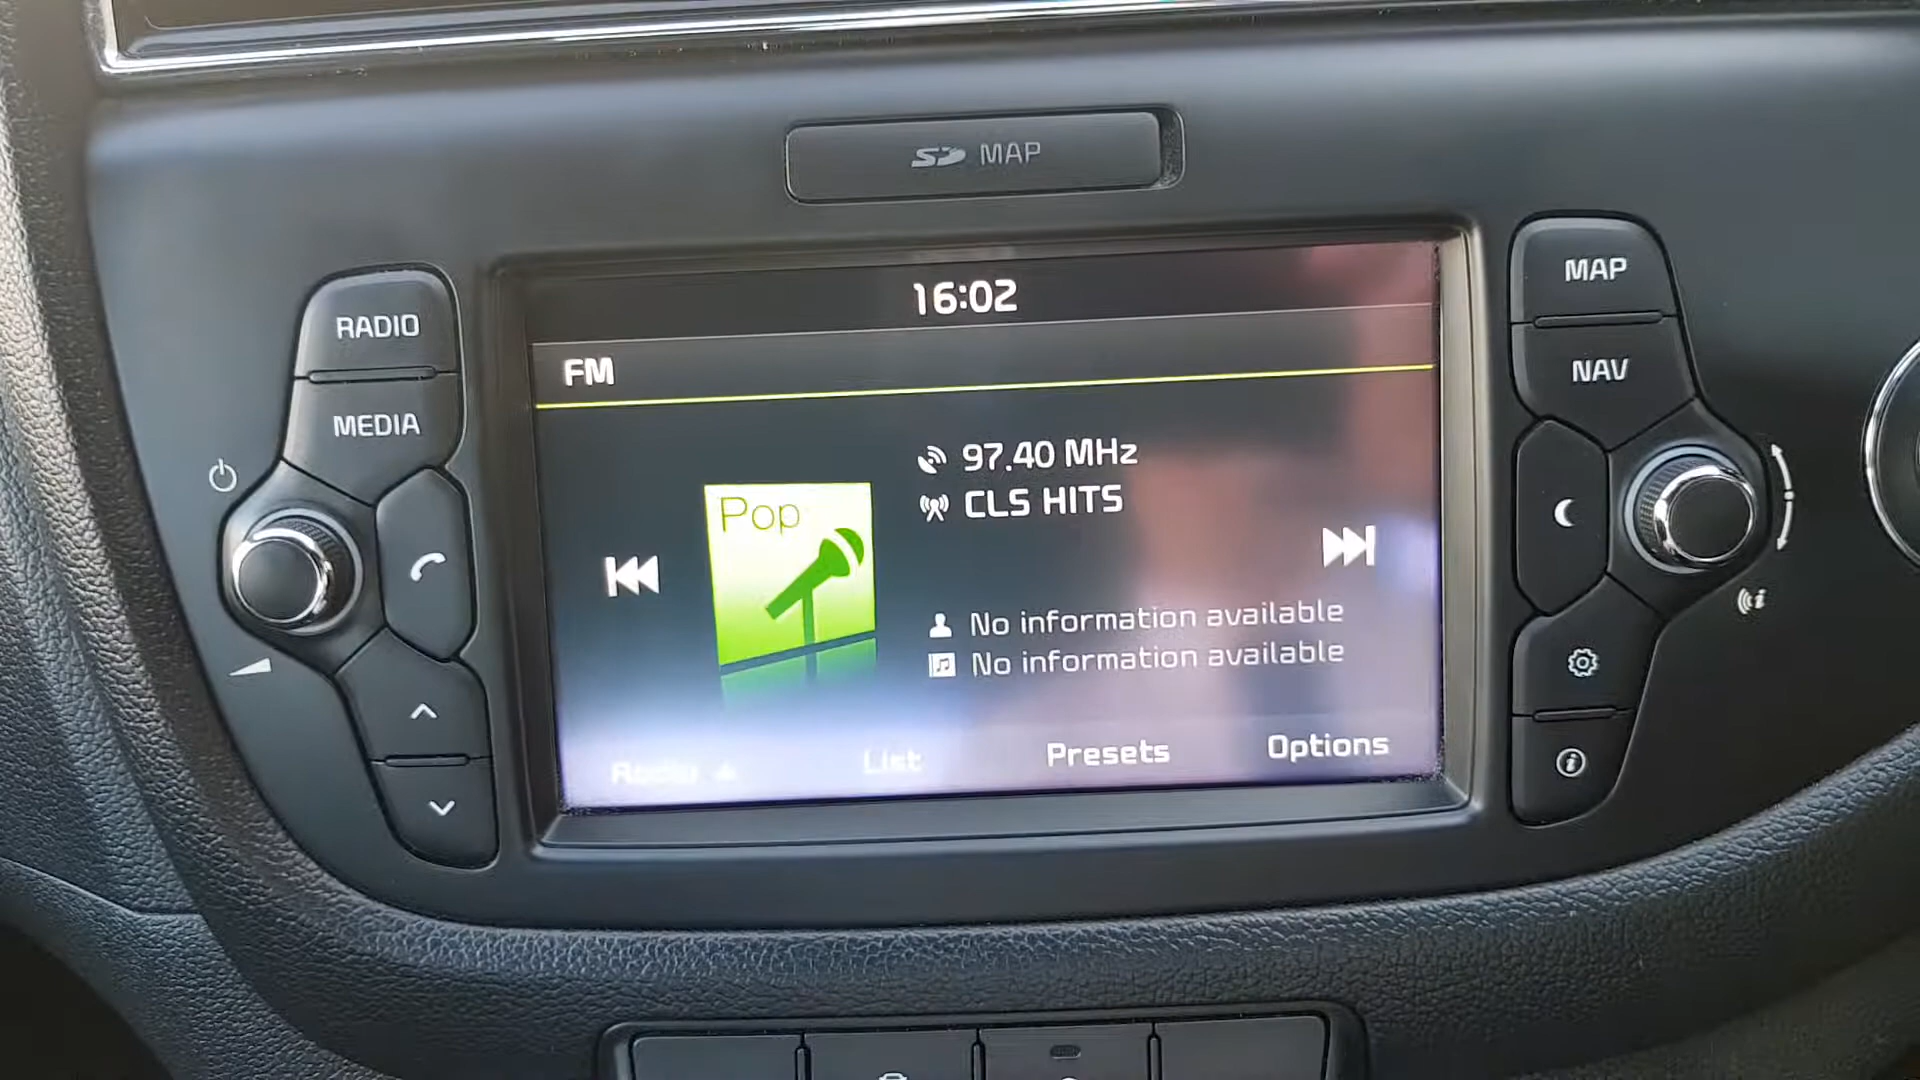 SD MAP
16:02
MAP
RADIO
FM
NAV
MEDIA
97.40 MHz
CLS HITS
Pop
No information available
No information available
Radio
List
Presets
Options